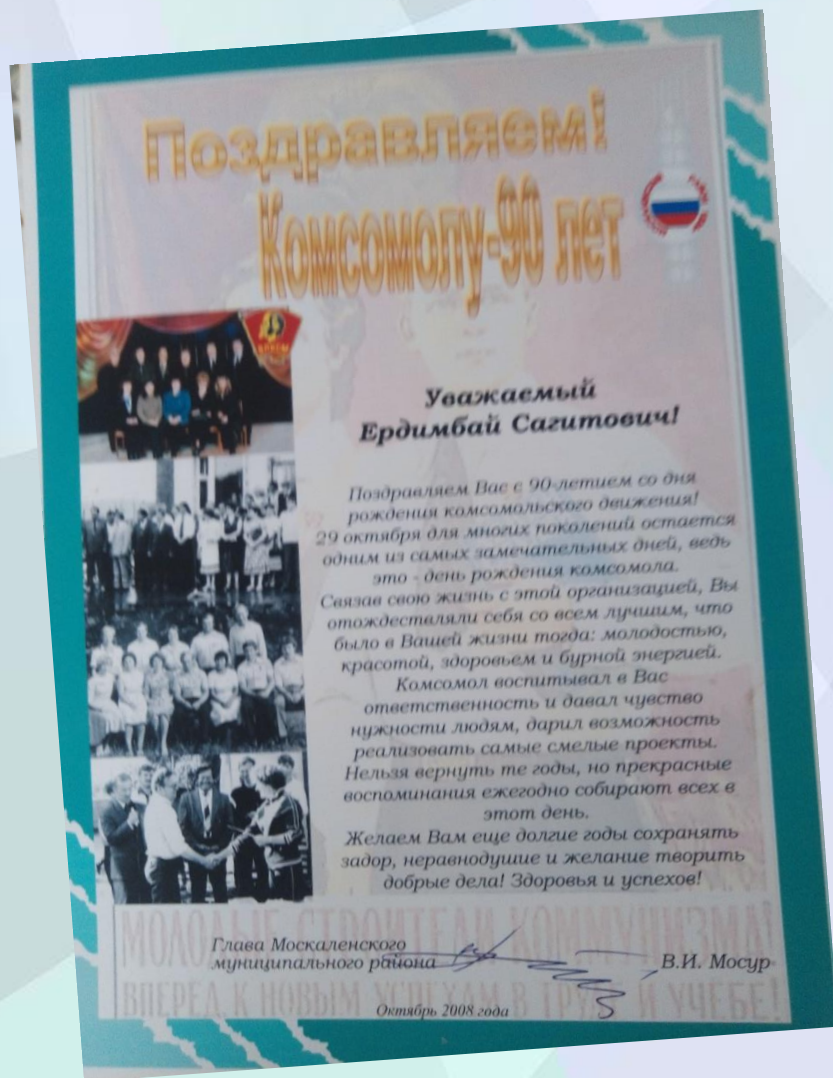 Поздравляем!
Комсомолу-90 лет
ВЛКСМ
Уважаемый
Ердимбай Сагитович!
Поздравляем Вас с 90-летием со дня
рождения комсомольского движения!
29 октября для многих поколений остается
одним из самых замечательных дней, ведь
это - день рождения комсомола.
Связав свою жизнь с этой организацией, Вы
отождествляли себя со всем лучшим, что
было в Вашей жизни тогда: молодостью,
красотой, здоровьем и бурной энергией.
Комсомол воспитывал в Вас
ответственность и давал чувство
нужности людям, дарил возможность
реализовать самые смелые проекты.
Нельзя вернуть те годы, но прекрасные
воспоминания ежегодно собирают всех в
этот день.
Желаем Вам еще долгие годы сохранять
задор, неравнодушие и желание творить
добрые дела! Здоровья и успехов!
МОЛОДЫЕ СТРОИТЕЛИ КОММУНИЗМА!
Глава Москаленского
муниципального района В.И. Мосур
ВПЕРЕД К НОВЫМ УСПЕХАМ В ТРУДЕ И УЧЕБЕ!
Октябрь 2008 года